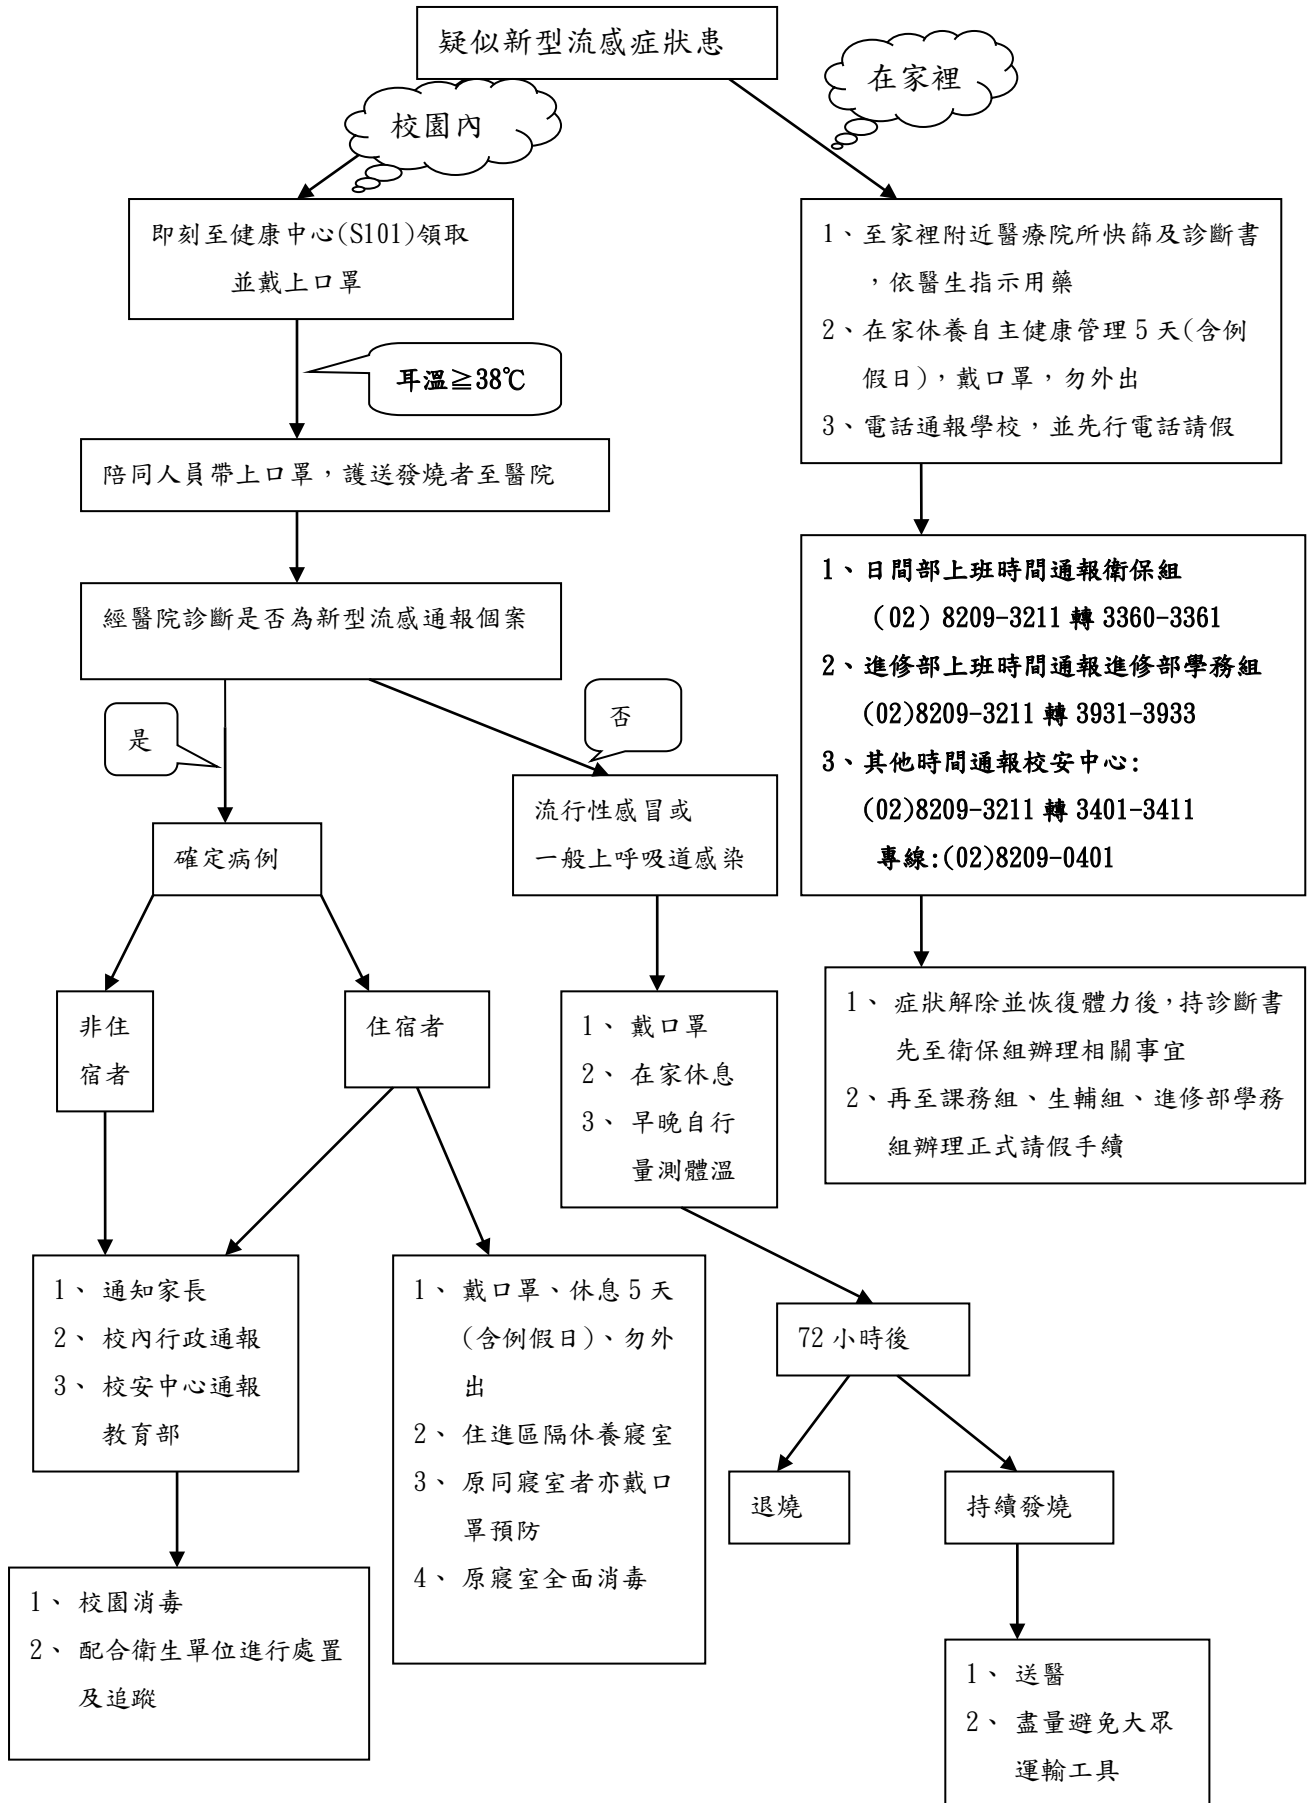 疑似新型流感症狀患
在家裡
校園內
即刻至健康中心(S101)領取
並戴上口罩
耳溫≧38℃
陪同人員帶上口罩，護送發燒者至醫院
經醫院診斷是否為新型流感通報個案
是
否
確定病例
流行性感冒或
一般上呼吸道感染
非住
宿者
住宿者
1、 戴口罩
2、 在家休息
3、 早晚自行
量測體溫
1、 通知家長
2、 校內行政通報
3、 校安中心通報
教育部
1、 戴口罩、休息 5 天
(含例假日)、勿外
出
2、 住進區隔休養寢室
3、 原同寢室者亦戴口
罩預防
4、 原寢室全面消毒
72 小時後
退燒
持續發燒
1、 校園消毒
2、 配合衛生單位進行處置
及追蹤
1、 送醫
2、 盡量避免大眾
運輸工具
1、至家裡附近醫療院所快篩及診斷書
，依醫生指示用藥
2、在家休養自主健康管理 5 天(含例
假日)，戴口罩，勿外出
3、電話通報學校，並先行電話請假
1、日間部上班時間通報衛保組
(02) 8209-3211 轉 3360-3361
2、進修部上班時間通報進修部學務組
(02)8209-3211 轉 3931-3933
3、其他時間通報校安中心:
(02)8209-3211 轉 3401-3411
專線:(02)8209-0401
1、 症狀解除並恢復體力後，持診斷書
先至衛保組辦理相關事宜
2、再至課務組、生輔組、進修部學務
組辦理正式請假手續